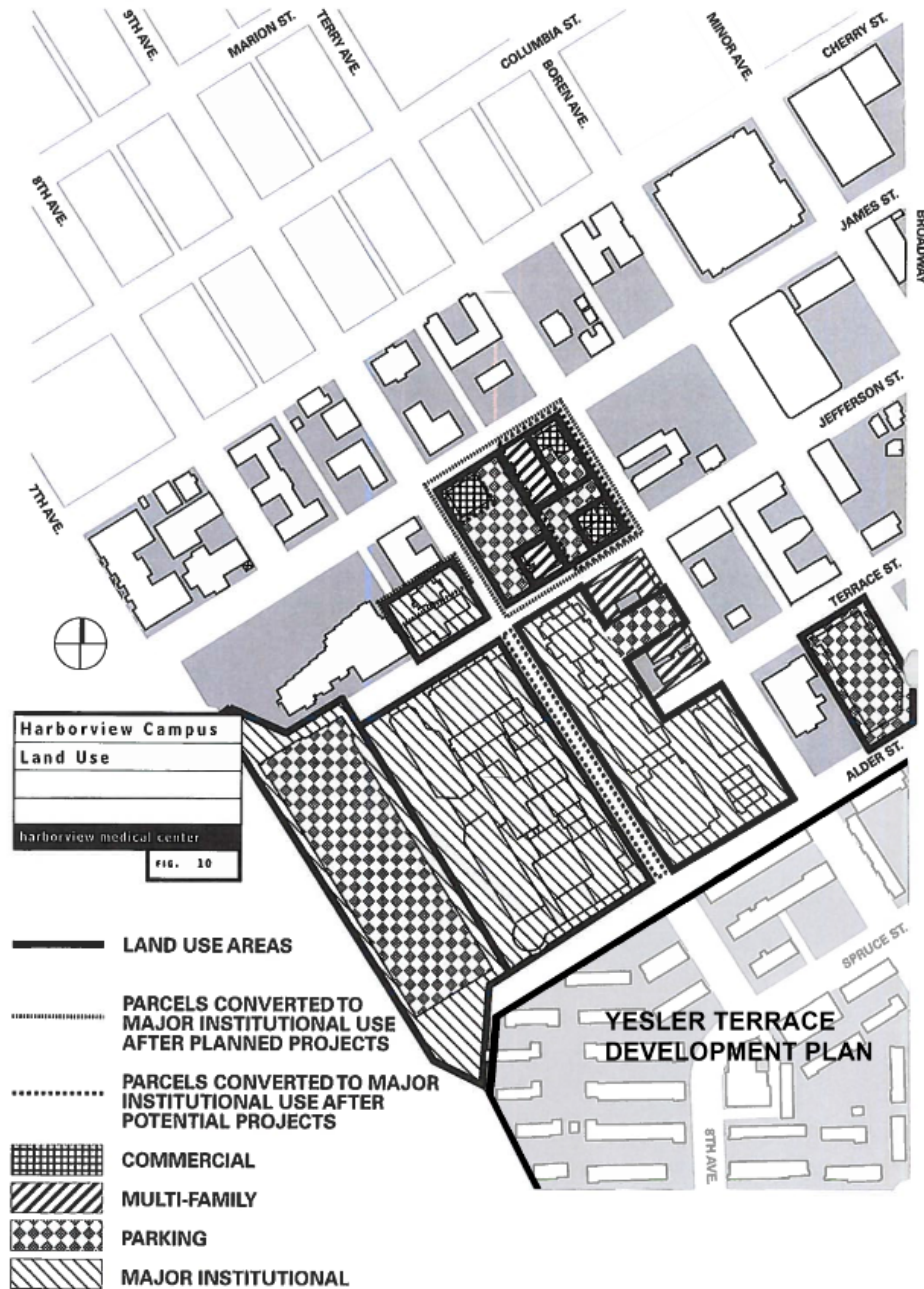 9TH AVE.
MARION ST.
TERRY AVE.
COLUMBIA ST.
BOREN AVE.
MINOR AVE.
CHERRY ST.
8TH AVE.
JAMES ST.
BROADWAY
7TH AVE.
JEFFERSON ST.
TERRACE ST.
ALDER ST.
Harborview Campus
Land Use
harborview medical center
FIG. 10
SPRUCE ST.
YESLER TERRACE
DEVELOPMENT PLAN
8TH AVE.
LAND USE AREAS
PARCELS CONVERTED TO
MAJOR INSTITUTIONAL USE
AFTER PLANNED PROJECTS
PARCELS CONVERTED TO MAJOR
INSTITUTIONAL USE AFTER
POTENTIAL PROJECTS
COMMERCIAL
MULTI-FAMILY
PARKING
MAJOR INSTITUTIONAL